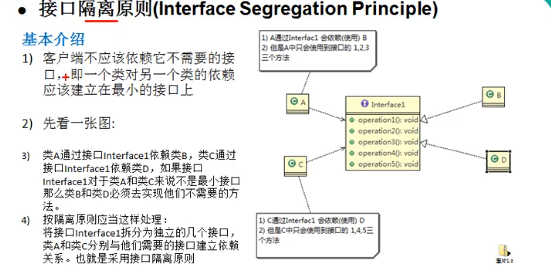 ● 接口隔离原则(Interface Segregation Principle)
基本介绍
1) 客户端不应该依赖它不需要的接
口,即一个类对另一个类的依赖
应该建立在最小的接口上
2) 先看一张图:
3) 类A通过接口Interface1依赖类B，类C通过
接口Interface1依赖类D，如果接口
Interface1对于类A和类C来说不是最小接口
那么类B和类D必须去实现他们不需要的方
法。
4) 按隔离原则应当这样处理：
将接口Interface1拆分为独立的几个接口，
类A和类C分别与他们需要的接口建立依赖
关系。也就是采用接口隔离原则
1) A通过Interfac1 会依赖(使用) B
2) 但是A中只会使用到接口的 1,2,3
三个方法
C A
I Interface1
operation1(): void
operation2(): void
operation3(): void
operation4(): void
operation5(): void
C B
C C
C D
1) C通过Interfac1 会依赖(使用) D
2) 但是C中只会使用到接口的 1,4,5三
个方法